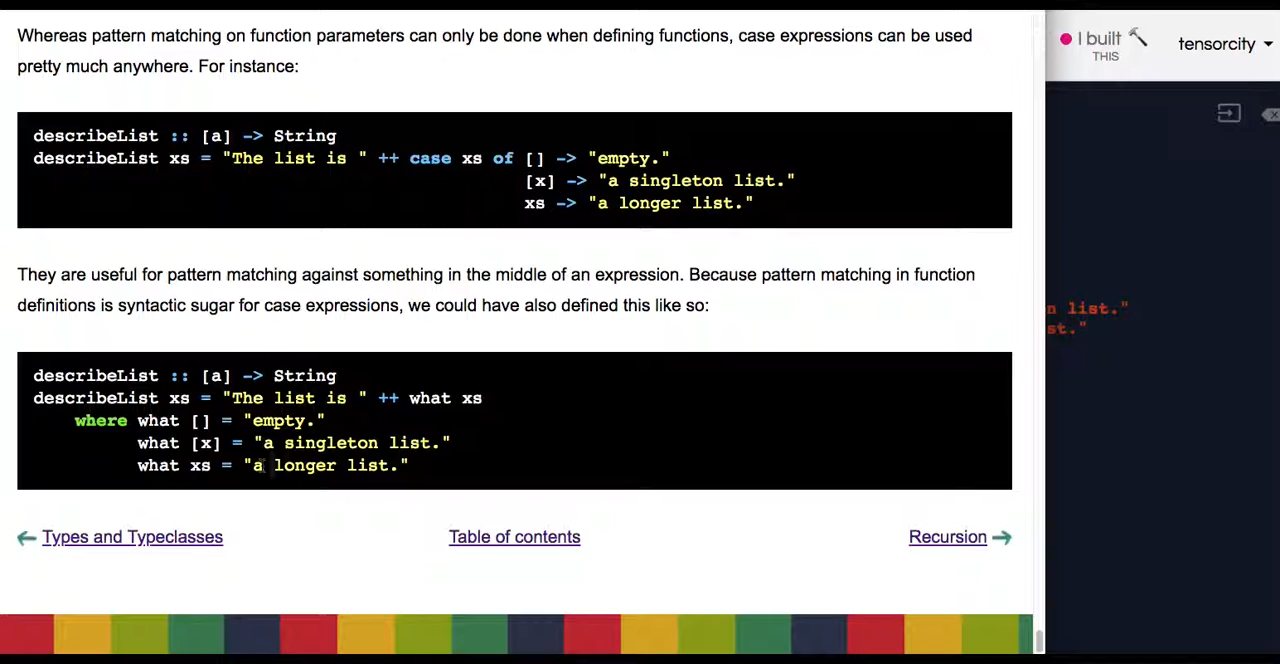 Whereas pattern matching on function parameters can only be done when defining functions, case expressions can be used
pretty much anywhere. For instance:
describeList :: [a] -> String
describeList xs = "The list is " ++ case xs of [] -> "empty."
[x] -> "a singleton list."
xs -> "a longer list."
They are useful for pattern matching against something in the middle of an expression. Because pattern matching in function
definitions is syntactic sugar for case expressions, we could have also defined this like so:
describeList :: [a] -> String
describeList xs = "The list is " ++ what xs
where what [] = "empty."
what [x] = "a singleton list."
what xs = "a longer list."
← Types and Typeclasses
Table of contents
Recursion →
I built
THIS
tensorcity
n list."
st."